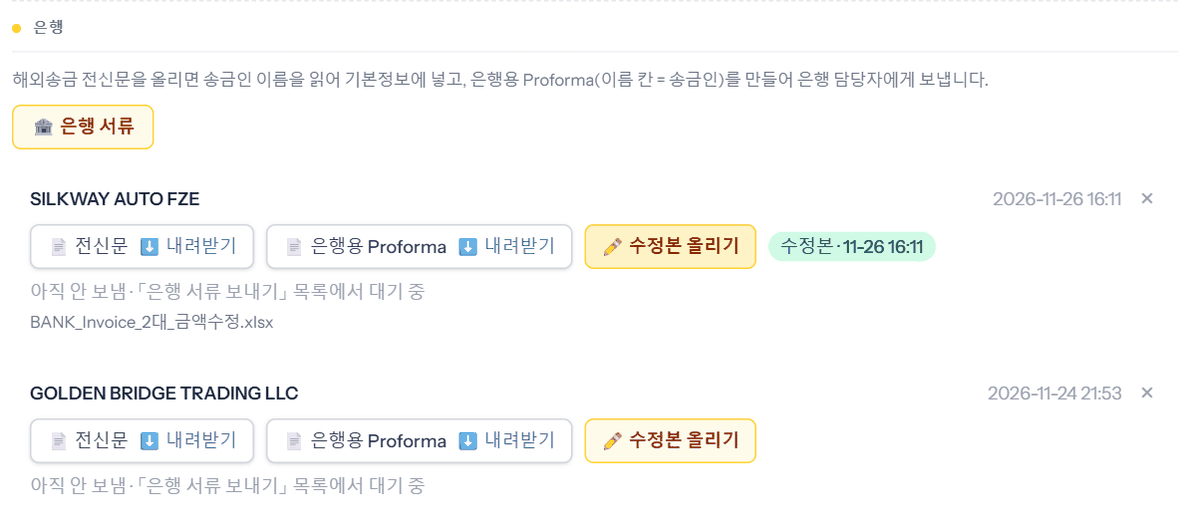 은행
해외송금 전신문을 올리면 송금인 이름을 읽어 기본정보에 넣고, 은행용 Proforma(이름 칸 = 송금인)를 만들어 은행 담당자에게 보냅니다.
은행 서류
SILKWAY AUTO FZE 2026-11-26 16:11 ×
전신문 내려받기 은행용 Proforma 내려받기 수정본 올리기 수정본 · 11-26 16:11
아직 안 보냄 · 「은행 서류 보내기」 목록에서 대기 중
BANK_Invoice_2대_금액수정.xlsx
GOLDEN BRIDGE TRADING LLC 2026-11-24 21:53 ×
전신문 내려받기 은행용 Proforma 내려받기 수정본 올리기
아직 안 보냄 · 「은행 서류 보내기」 목록에서 대기 중